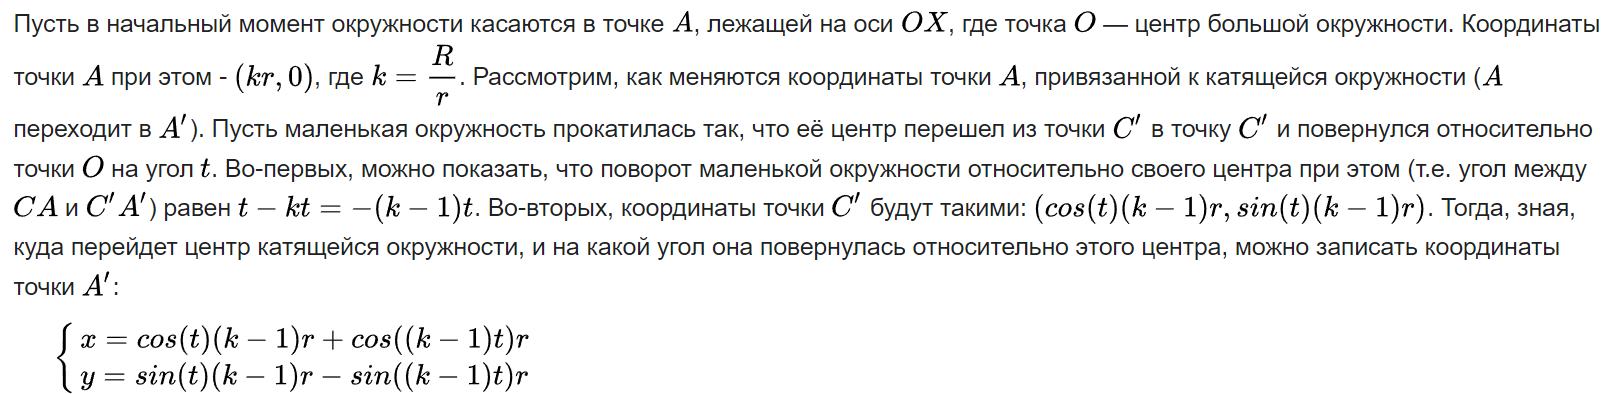 Пусть в начальный момент окружности касаются в точке A, лежащей на оси OX, где точка O — центр большой окружности. Координаты
точки A при этом - (kr, 0), где k = R/r. Рассмотрим, как меняются координаты точки A, привязанной к катящейся окружности (A
переходит в A′). Пусть маленькая окружность прокатилась так, что её центр перешел из точки C′ в точку C′ и повернулся относительно
точки O на угол t. Во-первых, можно показать, что поворот маленькой окружности относительно своего центра при этом (т.е. угол между
CA и C′A′) равен t − kt = −(k − 1)t. Во-вторых, координаты точки C′ будут такими: (cos(t)(k − 1)r, sin(t)(k − 1)r). Тогда, зная,
куда перейдет центр катящейся окружности, и на какой угол она повернулась относительно этого центра, можно записать координаты
точки A′:
x = cos(t)(k − 1)r + cos((k − 1)t)r
y = sin(t)(k − 1)r − sin((k − 1)t)r